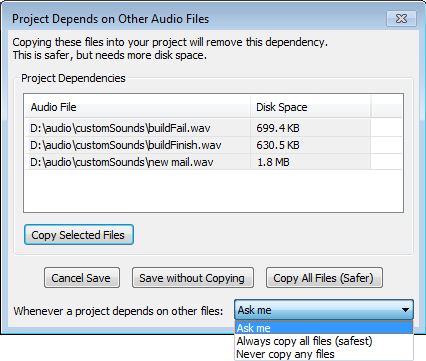 Project Depends on Other Audio Files
Copying these files into your project will remove this dependency.
This is safer, but needs more disk space.
Project Dependencies
Audio File Disk Space
D:\audio\customSounds\buildFail.wav 699.4 KB
D:\audio\customSounds\buildFinish.wav 630.5 KB
D:\audio\customSounds\new mail.wav 1.8 MB
Copy Selected Files
Cancel Save Save without Copying Copy All Files (Safer)
Whenever a project depends on other files: Ask me
Ask me
Always copy all files (safest)
Never copy any files